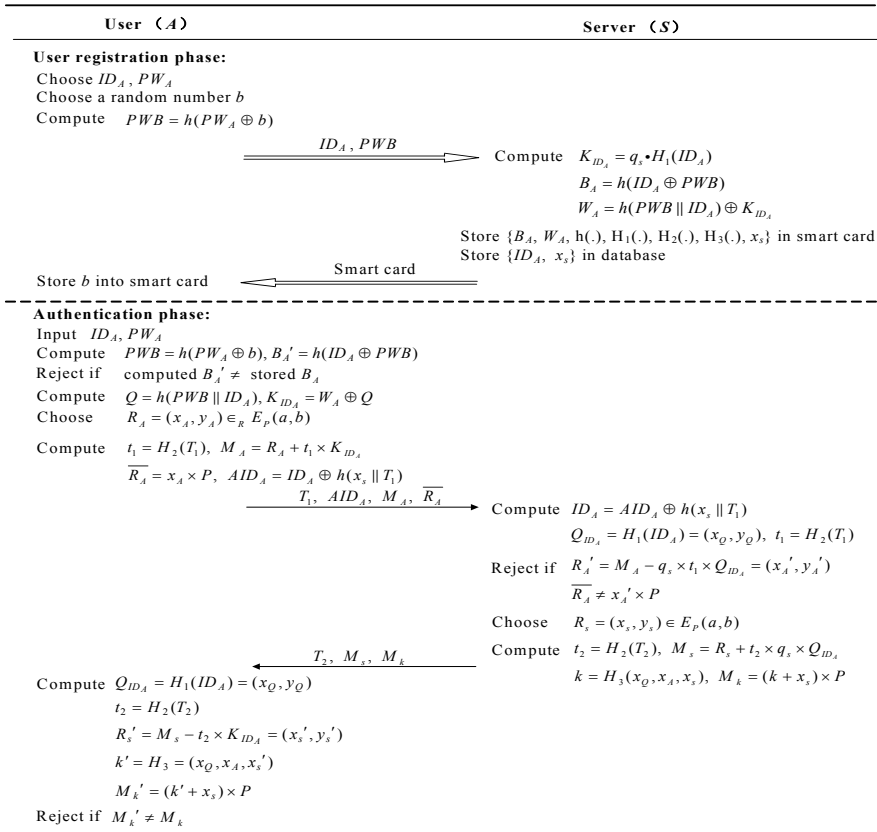 User （A） Server （S）
User registration phase:
Choose ID_A , PW_A
Choose a random number b
Compute PWB = h(PW_A ⊕ b)
ID_A , PWB
Compute K_{ID_A} = q_s • H_1(ID_A)
B_A = h(ID_A ⊕ PWB)
W_A = h(PWB || ID_A) ⊕ K_{ID_A}
Store {B_A, W_A, h(.), H_1(.), H_2(.), H_3(.), x_s} in smart card
Store {ID_A, x_s} in database
Smart card
Store b into smart card
Authentication phase:
Input ID_A, PW_A
Compute PWB = h(PW_A ⊕ b), B_A' = h(ID_A ⊕ PWB)
Reject if computed B_A' ≠ stored B_A
Compute Q = h(PWB || ID_A), K_{ID_A} = W_A ⊕ Q
Choose R_A = (x_A, y_A) ∈_R E_P(a,b)
Compute t_1 = H_2(T_1), M_A = R_A + t_1 × K_{ID_A}
\overline{R_A} = x_A × P, AID_A = ID_A ⊕ h(x_s || T_1)
T_1, AID_A, M_A, \overline{R_A}
Compute ID_A = AID_A ⊕ h(x_s || T_1)
Q_{ID_A} = H_1(ID_A) = (x_Q, y_Q), t_1 = H_2(T_1)
Reject if R_A' = M_A − q_s × t_1 × Q_{ID_A} = (x_A', y_A')
\overline{R_A} ≠ x_A' × P
Choose R_s = (x_s, y_s) ∈ E_P(a,b)
Compute t_2 = H_2(T_2), M_s = R_s + t_2 × q_s × Q_{ID_A}
k = H_3(x_Q, x_A, x_s), M_k = (k + x_s) × P
T_2, M_s, M_k
Compute Q_{ID_A} = H_1(ID_A) = (x_Q, y_Q)
t_2 = H_2(T_2)
R_s' = M_s − t_2 × K_{ID_A} = (x_s', y_s')
k' = H_3 = (x_Q, x_A, x_s')
M_k' = (k' + x_s) × P
Reject if M_k' ≠ M_k